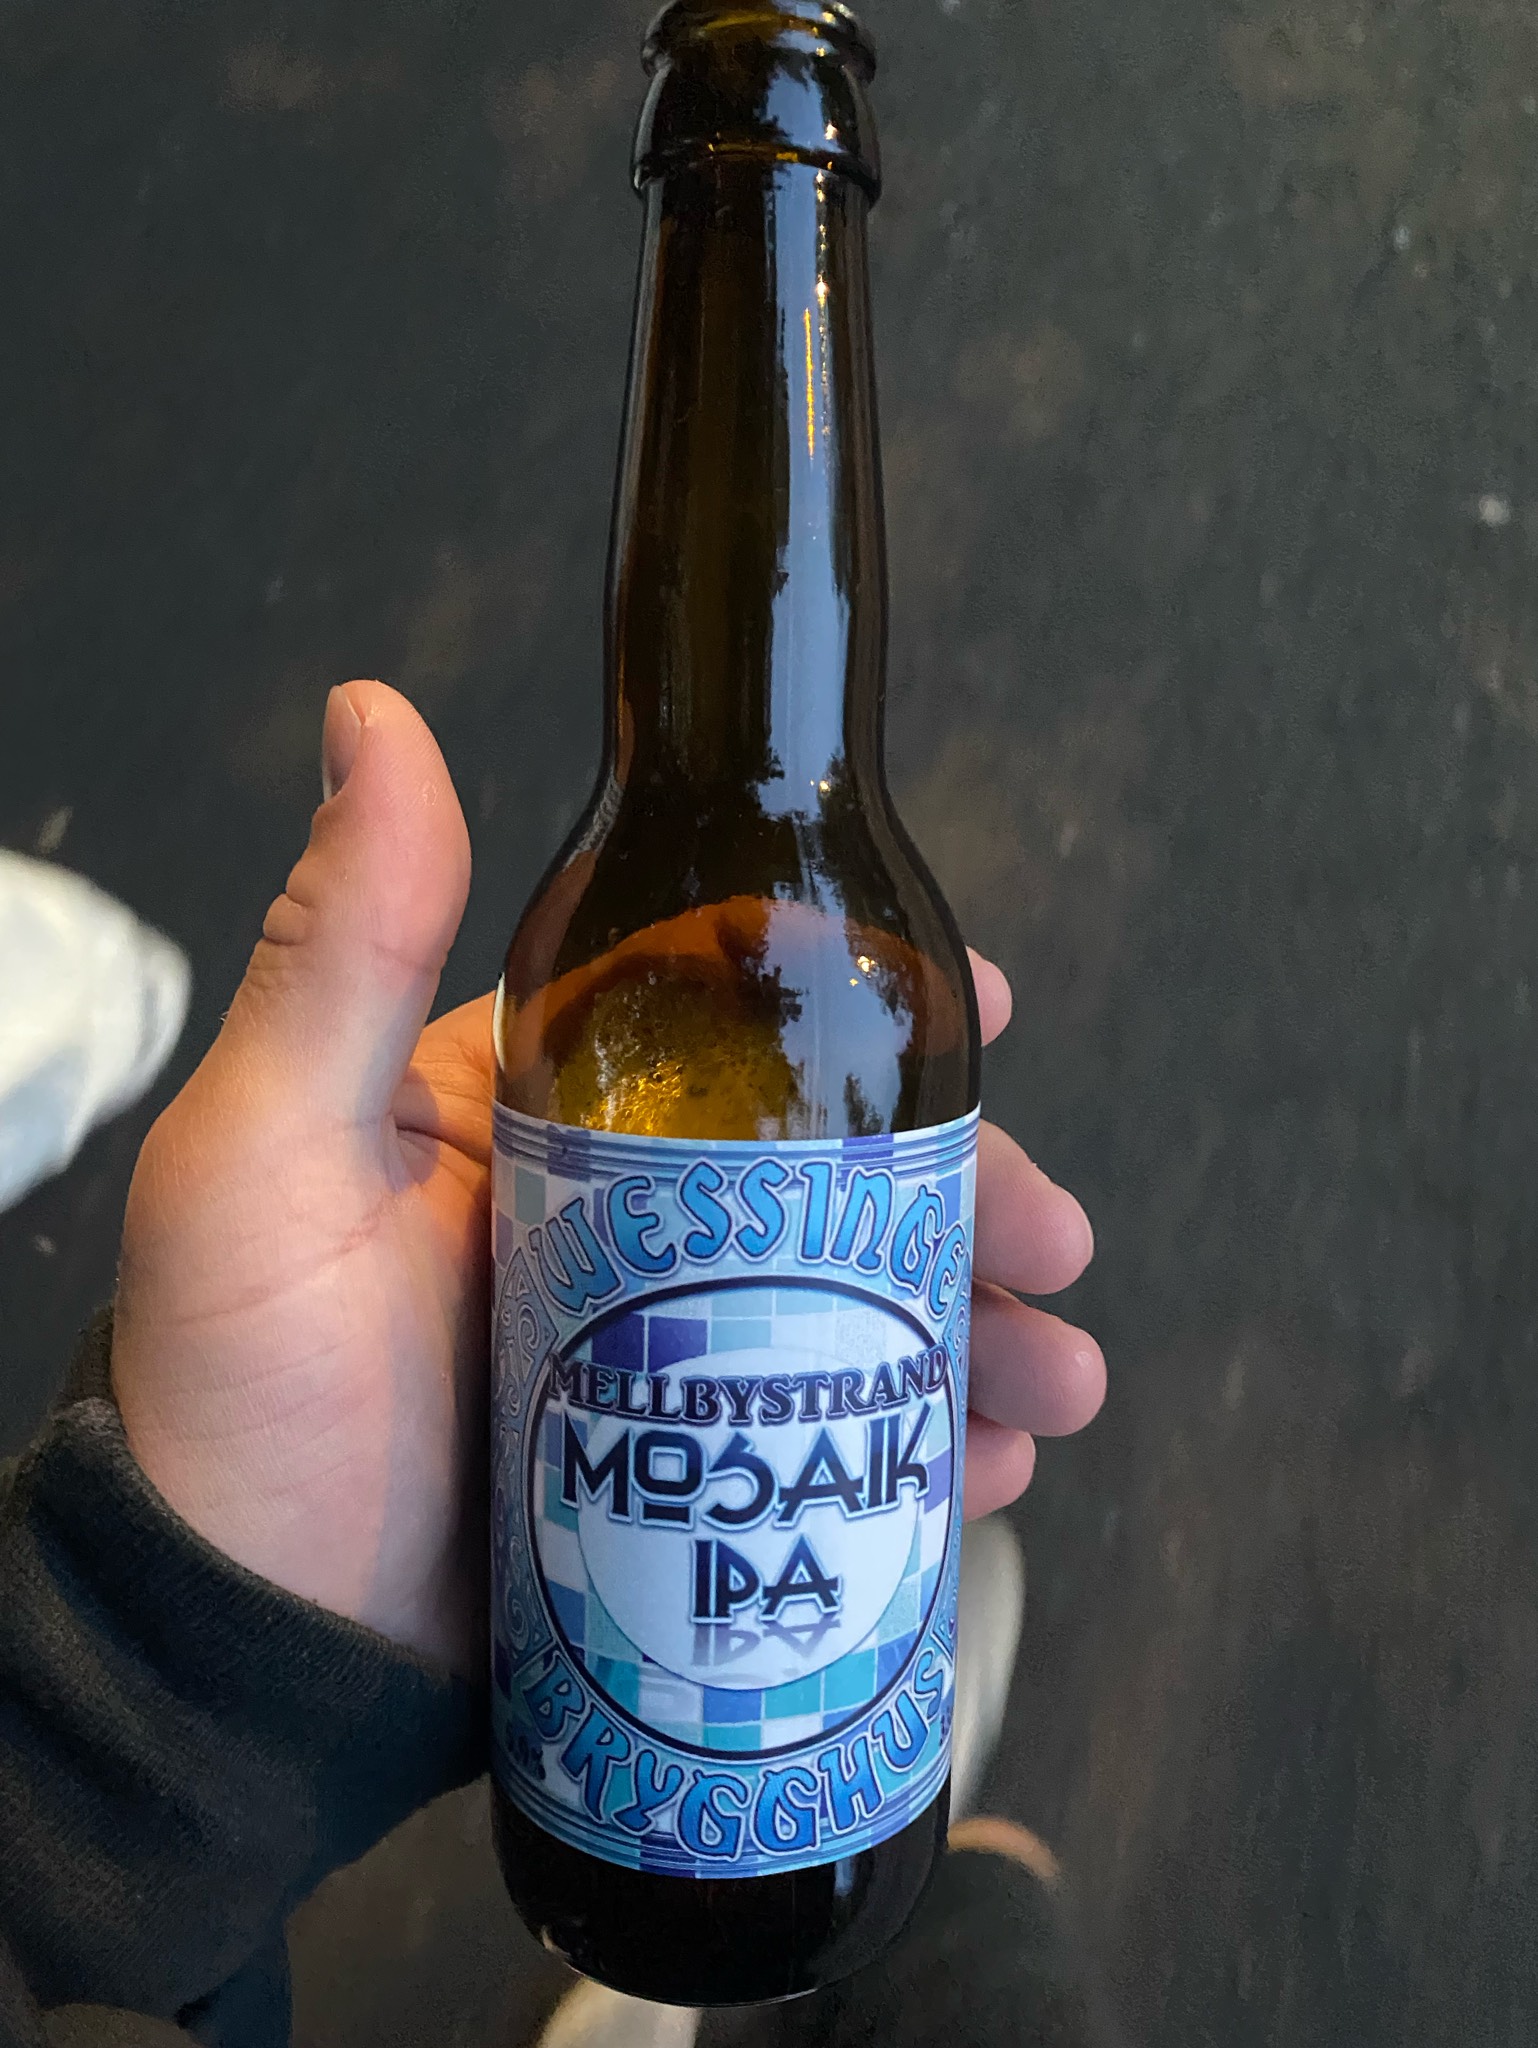 WESSINGE
MELLBYSTRAND
MOSAIK
IPA
BRYGGHUS